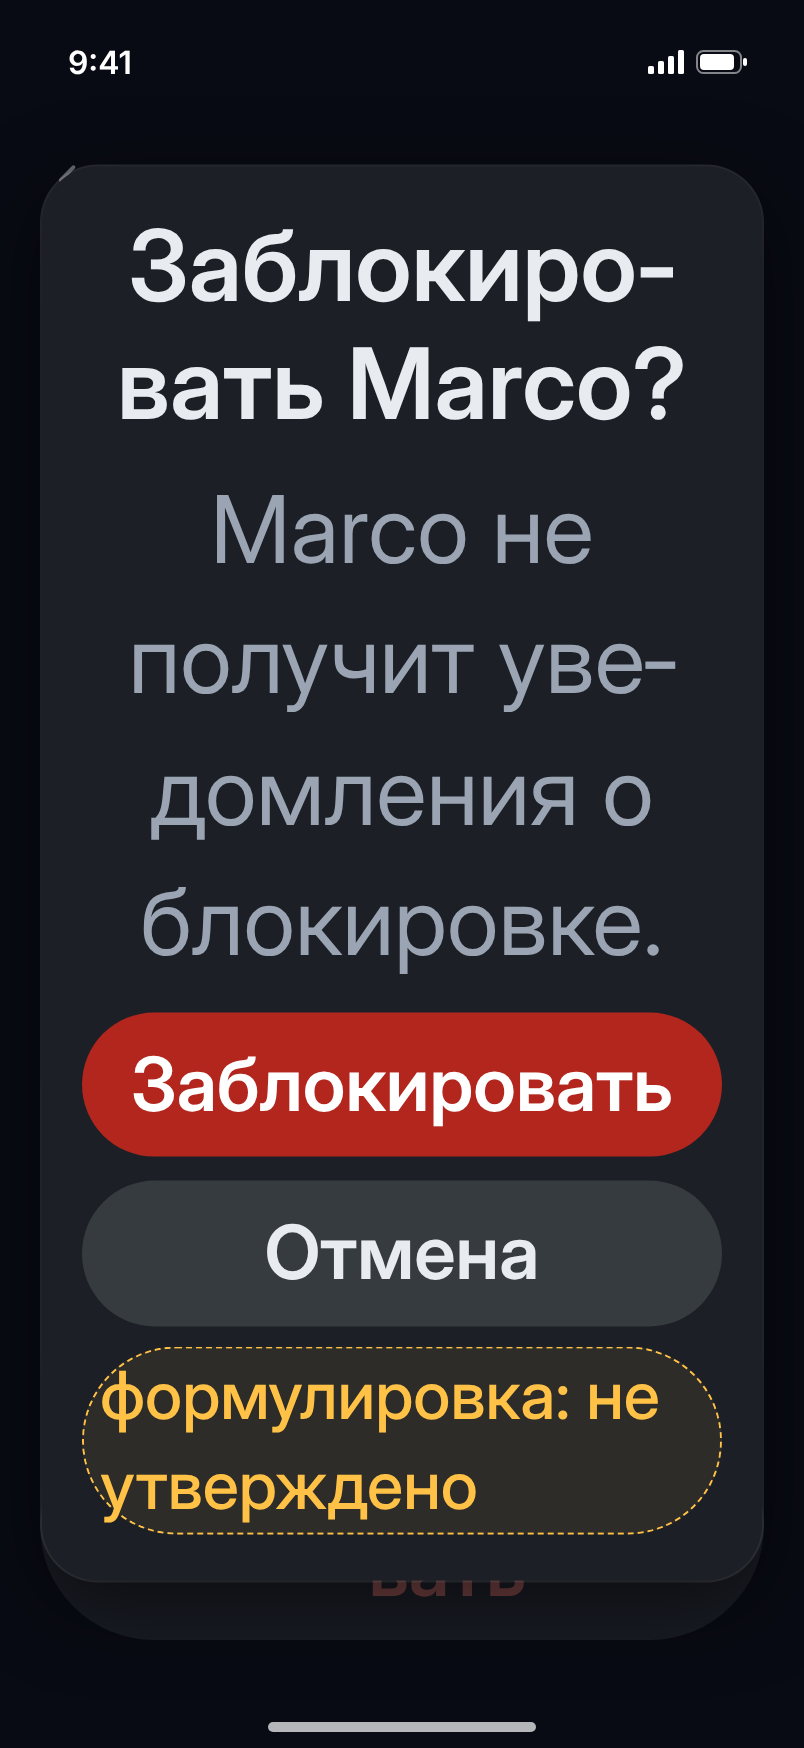 9:41
Заблокиро-
вать Marco?
Marco не
получит уве-
домления о
блокировке.
Заблокировать
Отмена
формулировка: не
утверждено